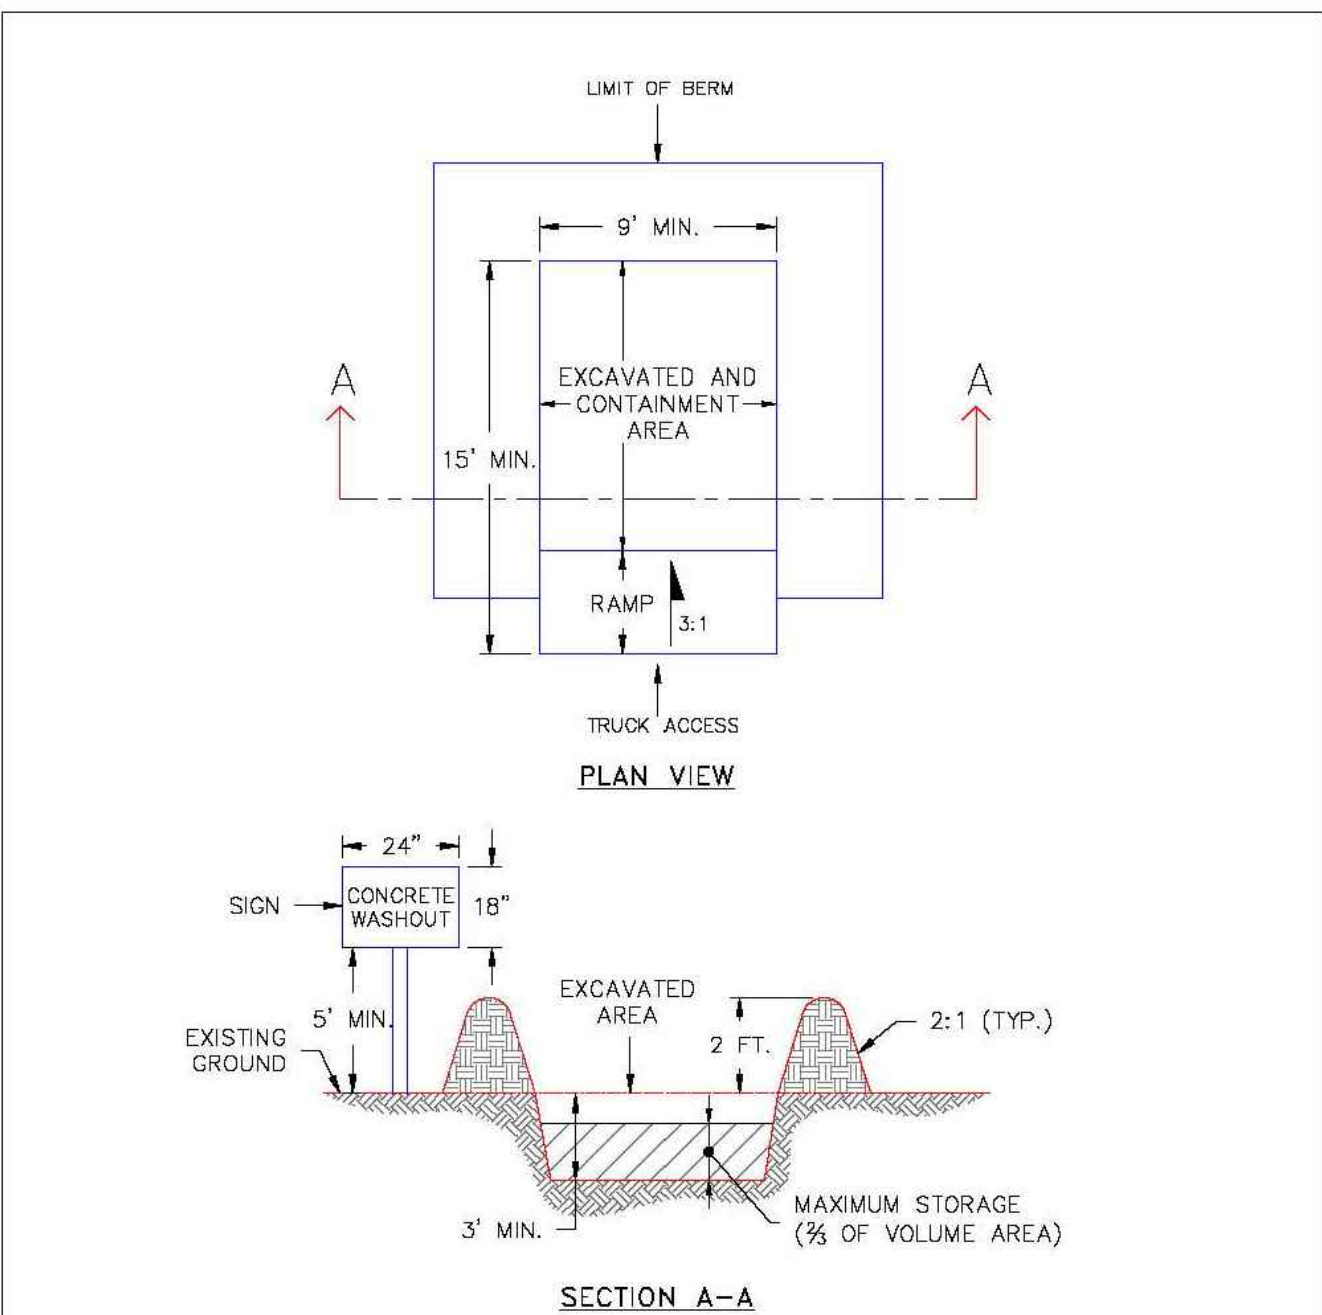 LIMIT OF BERM
9' MIN.
A
A
EXCAVATED AND
CONTAINMENT
AREA
15' MIN.
RAMP
3:1
TRUCK ACCESS
PLAN VIEW
24"
SIGN
CONCRETE
WASHOUT
18"
5' MIN.
EXISTING
GROUND
EXCAVATED
AREA
2 FT.
2:1 (TYP.)
3' MIN.
MAXIMUM STORAGE
(⅔ OF VOLUME AREA)
SECTION A-A